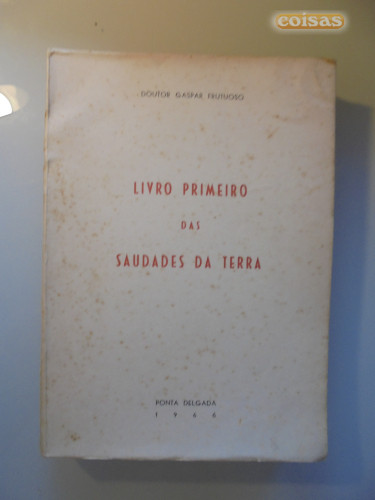 coisas
DOUTOR GASPAR FRUTUOSO
LIVRO PRIMEIRO
DAS
SAUDADES DA TERRA
PONTA DELGADA
1966